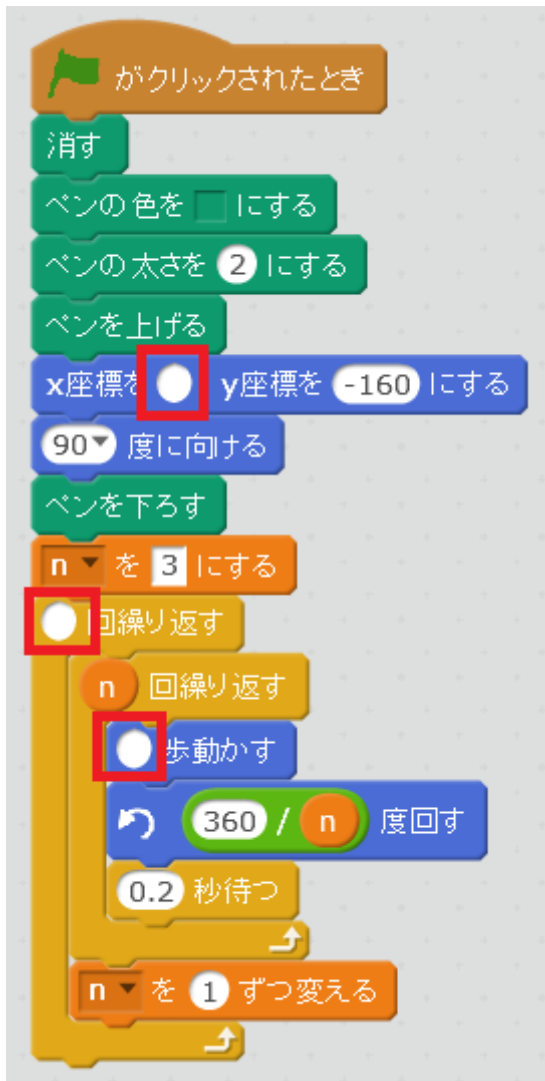 がクリックされたとき
消す
ペンの色を にする
ペンの太さを 2 にする
ペンを上げる
x座標を y座標を -160 にする
90▼ 度に向ける
ペンを下ろす
n ▼ を 3 にする
回繰り返す
n 回繰り返す
歩動かす
360 / n 度回す
0.2 秒待つ
n ▼ を 1 ずつ変える